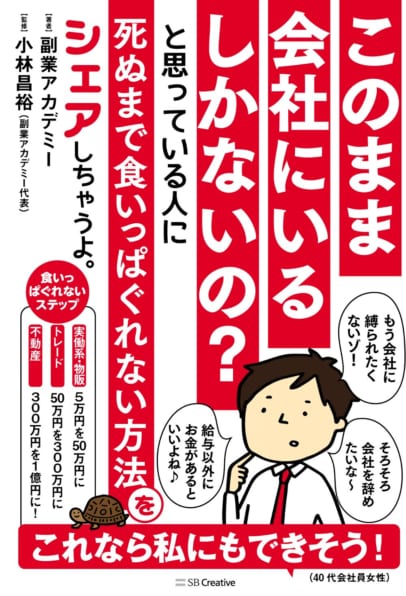 このまま
会社にいる
しかないの？
と思っている人に
死ぬまで食いっぱぐれない方法を
シェアしちゃうよ。
【著者】副業アカデミー
【監修】小林昌裕（副業アカデミー代表）
もう会社に
縛られたく
ないゾ！
そろそろ
会社を辞め
たいな〜
給与以外に
お金があると
いいよね♪
食いっ
ぱぐれない
ステップ
実働系・物販 5万円を50万円に
トレード 50万円を300万円に
不動産 300万円を1億円に！
これなら私にもできそう！
（40代会社員女性）
SB Creative